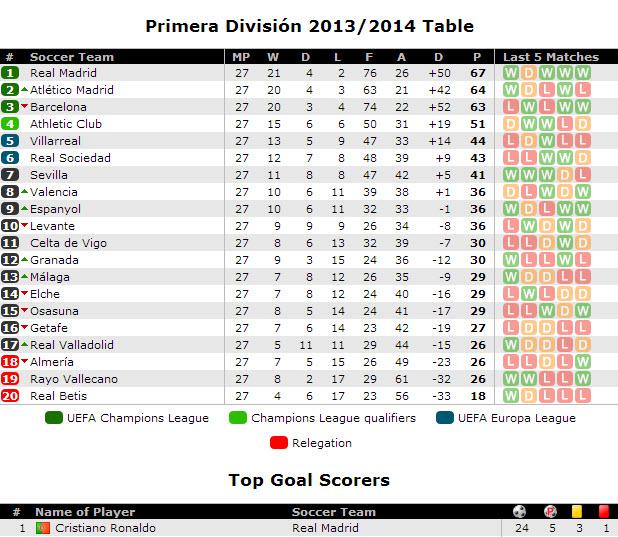 Primera División 2013/2014 Table
# Soccer Team MP W D L F A D P Last 5 Matches
1 Real Madrid 27 21 4 2 76 26 +50 67 W D W W W
2 Atlético Madrid 27 20 4 3 63 21 +42 64 W D L W L
3 Barcelona 27 20 3 4 74 22 +52 63 L W L W W
4 Athletic Club 27 15 6 6 50 31 +19 51 D W W L D
5 Villarreal 27 13 5 9 47 33 +14 44 L D L W L
6 Real Sociedad 27 12 7 8 48 39 +9 43 L L W D W
7 Sevilla 27 11 8 8 47 42 +5 41 W W W D L
8 Valencia 27 10 6 11 39 38 +1 36 D L W D W
9 Espanyol 27 10 6 11 32 33 -1 36 W D L W W
10 Levante 27 9 9 9 26 34 -8 36 L W D W D
11 Celta de Vigo 27 8 6 13 32 39 -7 30 L L D W D
12 Granada 27 9 3 15 24 36 -12 30 W L L W L
13 Málaga 27 7 8 12 26 35 -9 29 W D D L L
14 Elche 27 7 8 12 24 40 -16 29 L W L D D
15 Osasuna 27 8 5 14 24 41 -17 29 L L W D W
16 Getafe 27 7 6 14 23 42 -19 27 L D D L D
17 Real Valladolid 27 5 11 11 29 44 -15 26 W D L D L
18 Almería 27 7 5 15 26 49 -23 26 L L D L W
19 Rayo Vallecano 27 8 2 17 29 61 -32 26 W W L L W
20 Real Betis 27 4 6 17 23 56 -33 18 W D L L L
UEFA Champions League Champions League qualifiers UEFA Europa League
Relegation
Top Goal Scorers
# Name of Player Soccer Team
1 Cristiano Ronaldo Real Madrid 24 5 3 1